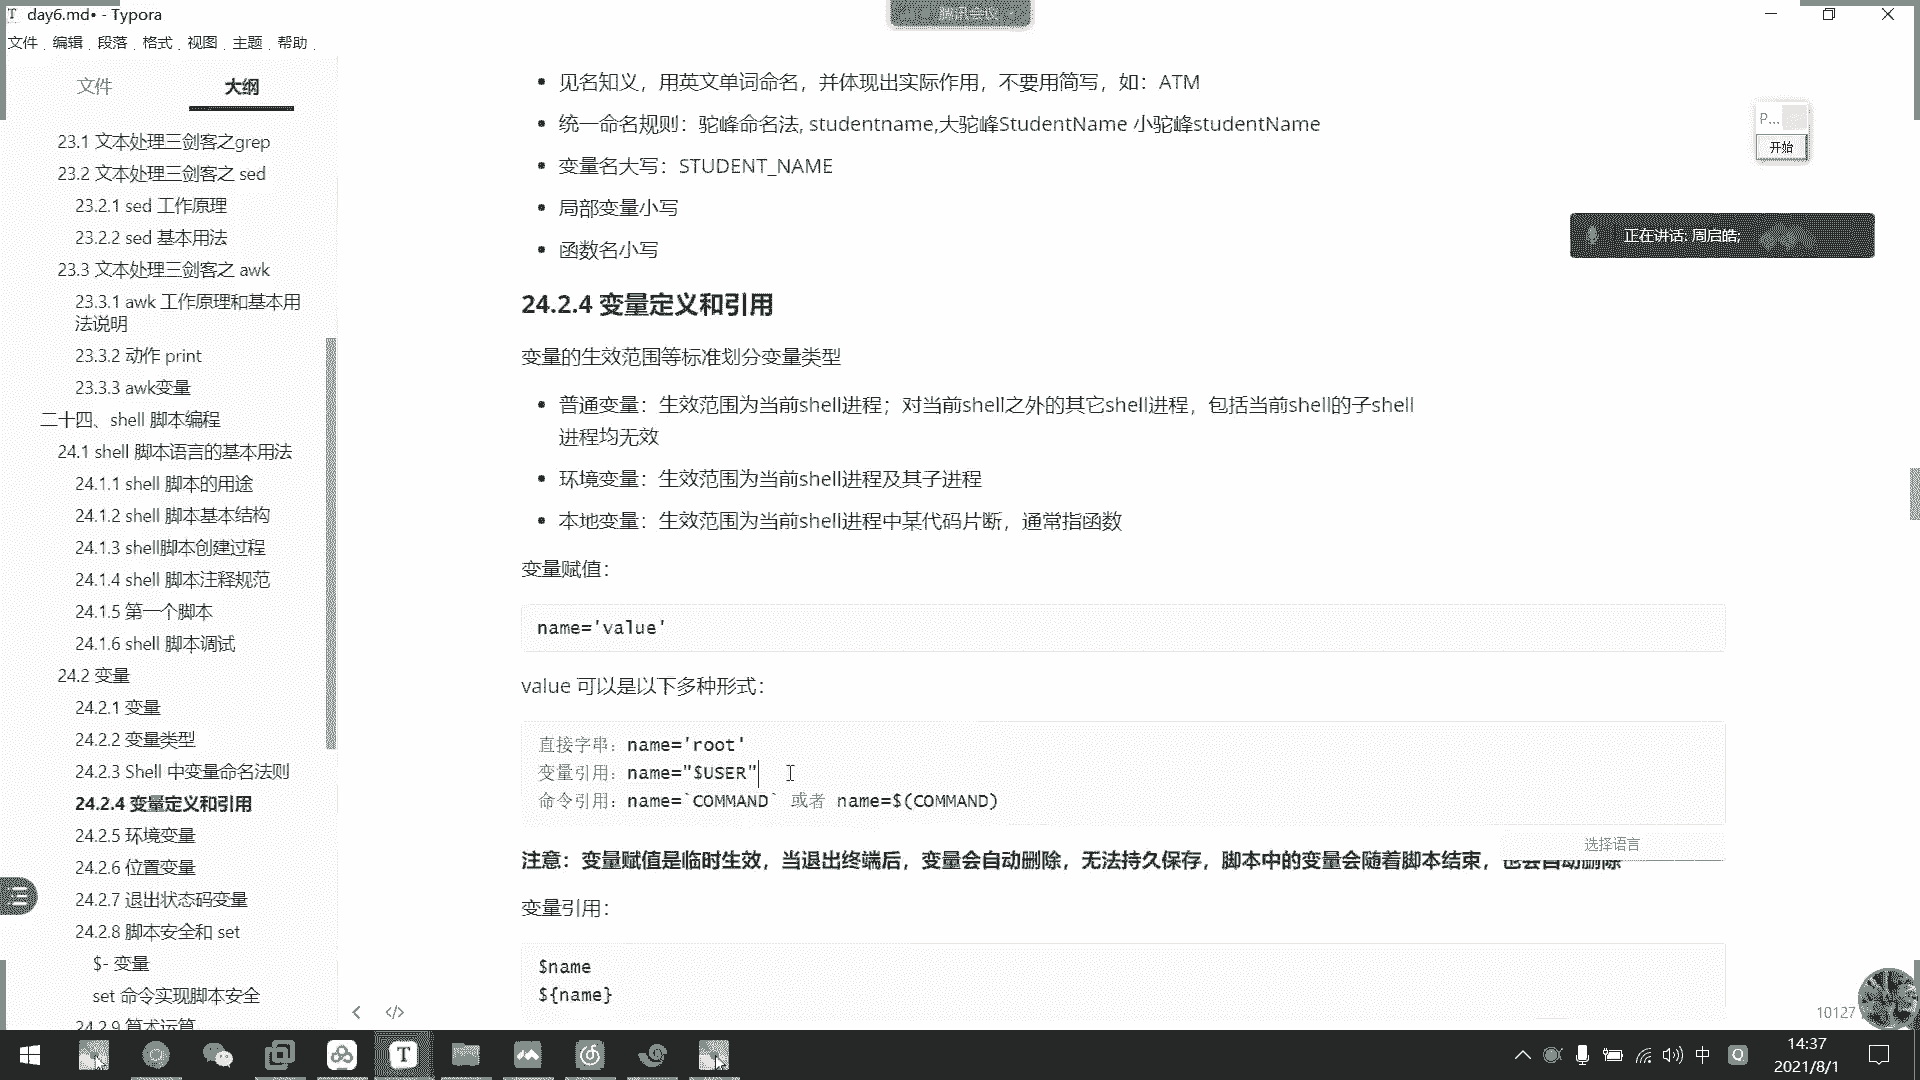 day6.md• - Typora
腾讯会议
文件 编辑 段落 格式 视图 主题 帮助
文件 大纲
23.1 文本处理三剑客之grep
23.2 文本处理三剑客之 sed
23.2.1 sed 工作原理
23.2.2 sed 基本用法
23.3 文本处理三剑客之 awk
23.3.1 awk 工作原理和基本用
法说明
23.3.2 动作 print
23.3.3 awk变量
二十四、shell 脚本编程
24.1 shell 脚本语言的基本用法
24.1.1 shell 脚本的用途
24.1.2 shell 脚本基本结构
24.1.3 shell脚本创建过程
24.1.4 shell 脚本注释规范
24.1.5 第一个脚本
24.1.6 shell 脚本调试
24.2 变量
24.2.1 变量
24.2.2 变量类型
24.2.3 Shell 中变量命名法则
24.2.4 变量定义和引用
24.2.5 环境变量
24.2.6 位置变量
24.2.7 退出状态码变量
24.2.8 脚本安全和 set
$- 变量
set 命令实现脚本安全
24.2.9 算术运算
• 见名知义，用英文单词命名，并体现出实际作用，不要用简写，如：ATM
• 统一命名规则：驼峰命名法, studentname,大驼峰StudentName 小驼峰studentName
• 变量名大写：STUDENT_NAME
• 局部变量小写
• 函数名小写
24.2.4 变量定义和引用
变量的生效范围等标准划分变量类型
• 普通变量：生效范围为当前shell进程；对当前shell之外的其它shell进程，包括当前shell的子shell
进程均无效
• 环境变量：生效范围为当前shell进程及其子进程
• 本地变量：生效范围为当前shell进程中某代码片断，通常指函数
变量赋值：
name='value'
value 可以是以下多种形式：
直接字串：name='root'
变量引用：name="$USER"
命令引用：name=`COMMAND` 或者 name=$(COMMAND)
选择语言
注意：变量赋值是临时生效，当退出终端后，变量会自动删除，无法持久保存，脚本中的变量会随着脚本结束，也会自动删除
变量引用：
$name
${name}
P...
开始
正在讲话: 周启皓;
10127
中
14:37
2021/8/1